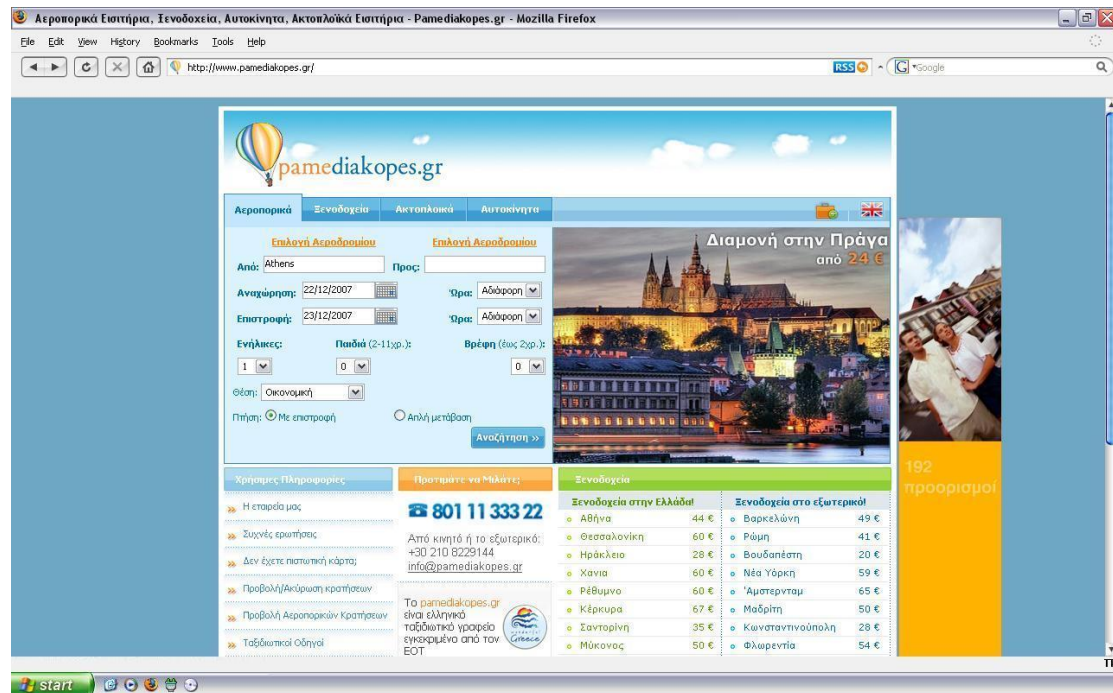 Αεροπορικά Εισιτήρια, Ξενοδοχεία, Αυτοκίνητα, Ακτοπλοϊκά Εισιτήρια - Pamediakopes.gr - Mozilla Firefox
File Edit View History Bookmarks Tools Help
http://www.pamediakopes.gr/
RSS
G Google
pamediakopes.gr
Αεροπορικά Ξενοδοχεία Ακτοπλοικά Αυτοκίνητα
Επιλογή Αεροδρομίου Επιλογή Αεροδρομίου
Από: Athens Προς:
Αναχώρηση: 22/12/2007 Ώρα: Αδιάφορη
Επιστροφή: 23/12/2007 Ώρα: Αδιάφορη
Ενήλικες: Παιδιά (2-11χρ.): Βρέφη (έως 2χρ.):
1 0 0
Θέση: Οικονομική
Πτήση: Με επιστροφή Απλή μετάβαση
Αναζήτηση »
Διαμονή στην Πράγα
από 24 €
192
προορισμοί
Χρήσιμες Πληροφορίες
Η εταιρεία μας
Συχνές ερωτήσεις
Δεν έχετε πιστωτική κάρτα;
Προβολή/Ακύρωση κρατήσεων
Προβολή Αεροπορικών Κρατήσεων
Ταξιδιωτικοί Οδηγοί
Προτιμάτε να Μιλάτε;
801 11 333 22
Από κινητό ή το εξωτερικό:
+30 210 8229144
info@pamediakopes.gr
Το pamediakopes.gr
είναι ελληνικό
ταξιδιωτικό γραφείο
εγκεκριμένο από τον
ΕΟΤ
Greece
Ξενοδοχεία
Ξενοδοχεία στην Ελλάδα!
Αθήνα 44 €
Θεσσαλονίκη 60 €
Ηράκλειο 28 €
Χανια 60 €
Ρέθυμνο 60 €
Κέρκυρα 67 €
Σαντορίνη 35 €
Μύκονος 50 €
Ξενοδοχεία στο εξωτερικό!
Βαρκελώνη 49 €
Ρώμη 41 €
Βουδαπέστη 20 €
Νέα Υόρκη 59 €
'Αμστερνταμ 65 €
Μαδρίτη 50 €
Κωνσταντινούπολη 28 €
Φλωρεντία 54 €
start